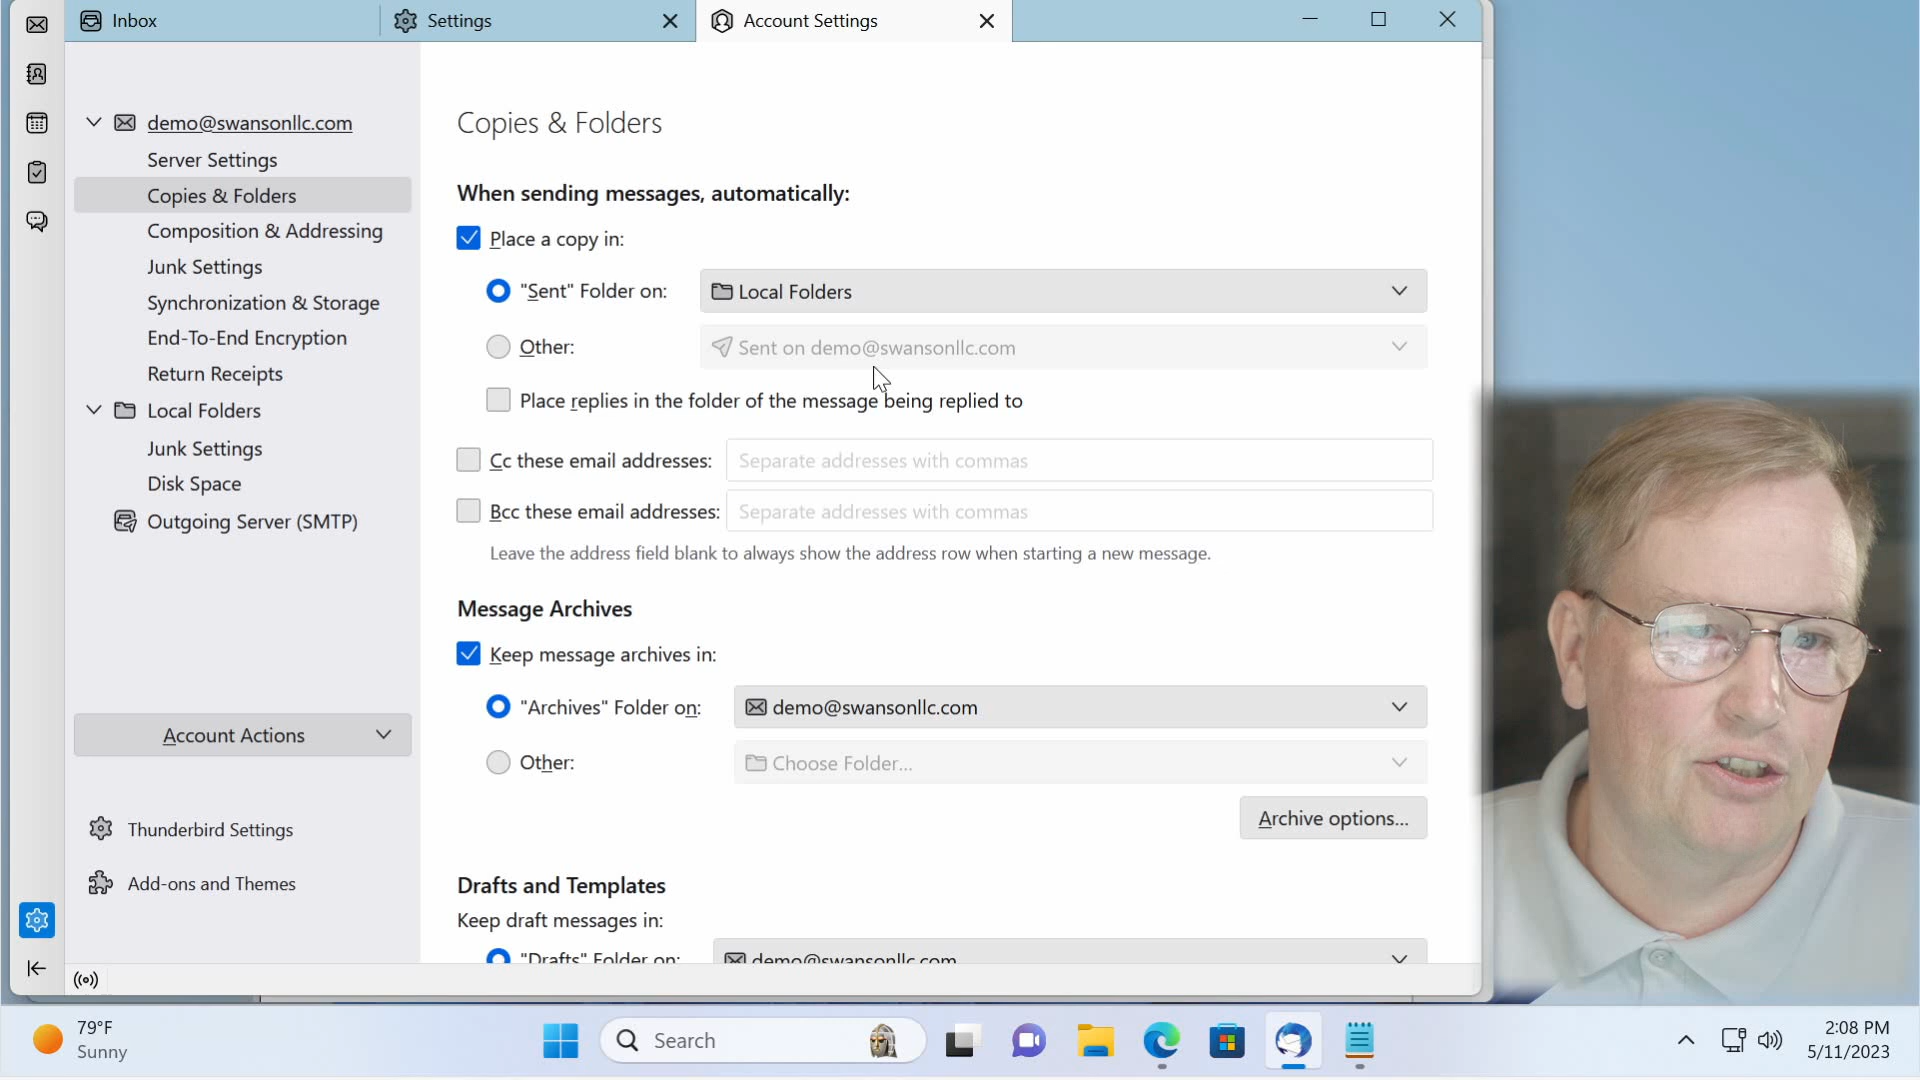 Inbox
Settings
Account Settings
demo@swansonllc.com
Server Settings
Copies & Folders
Composition & Addressing
Junk Settings
Synchronization & Storage
End-To-End Encryption
Return Receipts
Local Folders
Junk Settings
Disk Space
Outgoing Server (SMTP)
Account Actions
Thunderbird Settings
Add-ons and Themes
Copies & Folders
When sending messages, automatically:
Place a copy in:
"Sent" Folder on:
Local Folders
Other:
Sent on demo@swansonllc.com
Place replies in the folder of the message being replied to
Cc these email addresses:
Separate addresses with commas
Bcc these email addresses:
Separate addresses with commas
Leave the address field blank to always show the address row when starting a new message.
Message Archives
Keep message archives in:
"Archives" Folder on:
demo@swansonllc.com
Other:
Choose Folder...
Archive options...
Drafts and Templates
Keep draft messages in:
"Drafts" Folder on:
demo@swansonllc.com
79°F
Sunny
Search
2:08 PM
5/11/2023